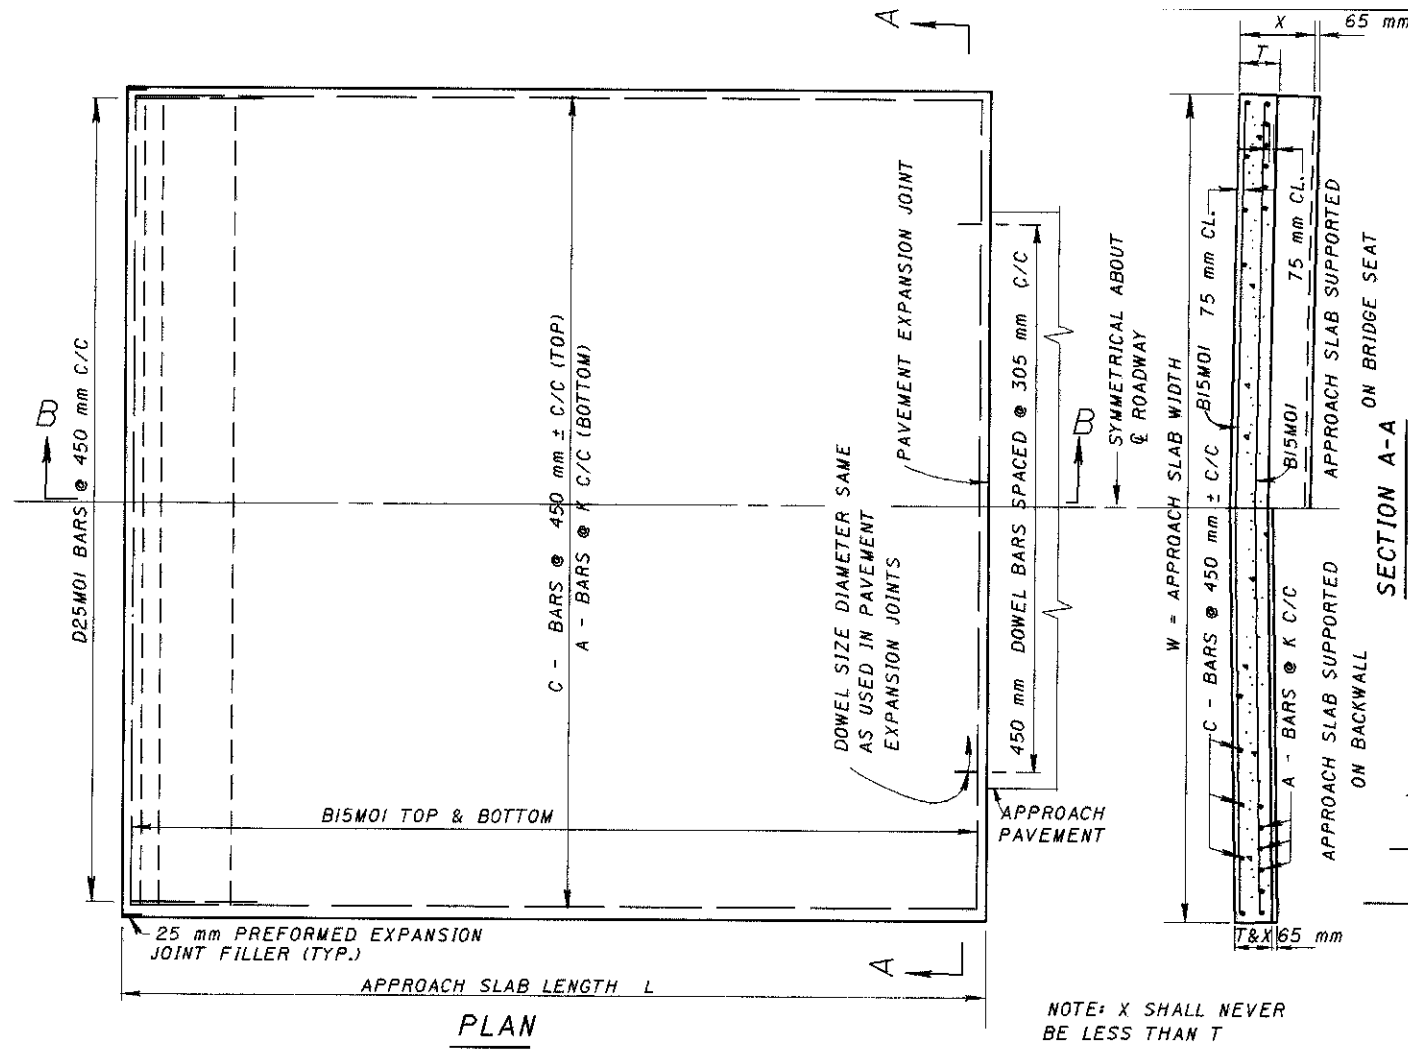 A
X
65 mm
T
D25M01 BARS @ 450 mm C/C
B
C - BARS @ 450 mm ± C/C (TOP)
A - BARS @ K C/C (BOTTOM)
PAVEMENT EXPANSION JOINT
DOWEL SIZE DIAMETER SAME
AS USED IN PAVEMENT
EXPANSION JOINTS
450 mm DOWEL BARS SPACED @ 305 mm C/C
B
SYMMETRICAL ABOUT
℄ ROADWAY
W = APPROACH SLAB WIDTH
B15M01
75 mm CL.
C - BARS @ 450 mm ± C/C
B15M01
75 mm CL.
A - BARS @ K C/C
APPROACH SLAB SUPPORTED
ON BRIDGE SEAT
APPROACH SLAB SUPPORTED
ON BACKWALL
SECTION A-A
B15M01 TOP & BOTTOM
APPROACH
PAVEMENT
25 mm PREFORMED EXPANSION
JOINT FILLER (TYP.)
T&X
65 mm
A
APPROACH SLAB LENGTH L
PLAN
NOTE: X SHALL NEVER
BE LESS THAN T